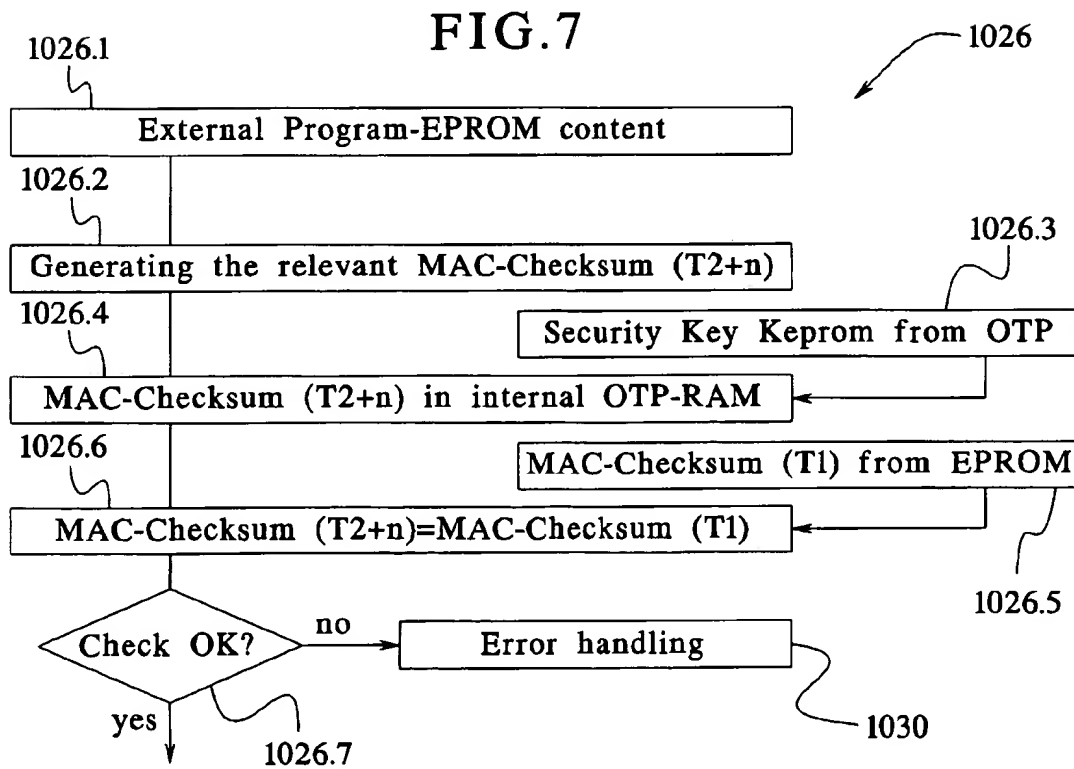 FIG.7
1026.1
1026
External Program-EPROM content
1026.2
1026.3
Generating the relevant MAC-Checksum (T2+n)
1026.4
Security Key Keprom from OTP
MAC-Checksum (T2+n) in internal OTP-RAM
1026.6
MAC-Checksum (T1) from EPROM
MAC-Checksum (T2+n)=MAC-Checksum (T1)
1026.5
Check OK?
no
Error handling
yes
1026.7
1030